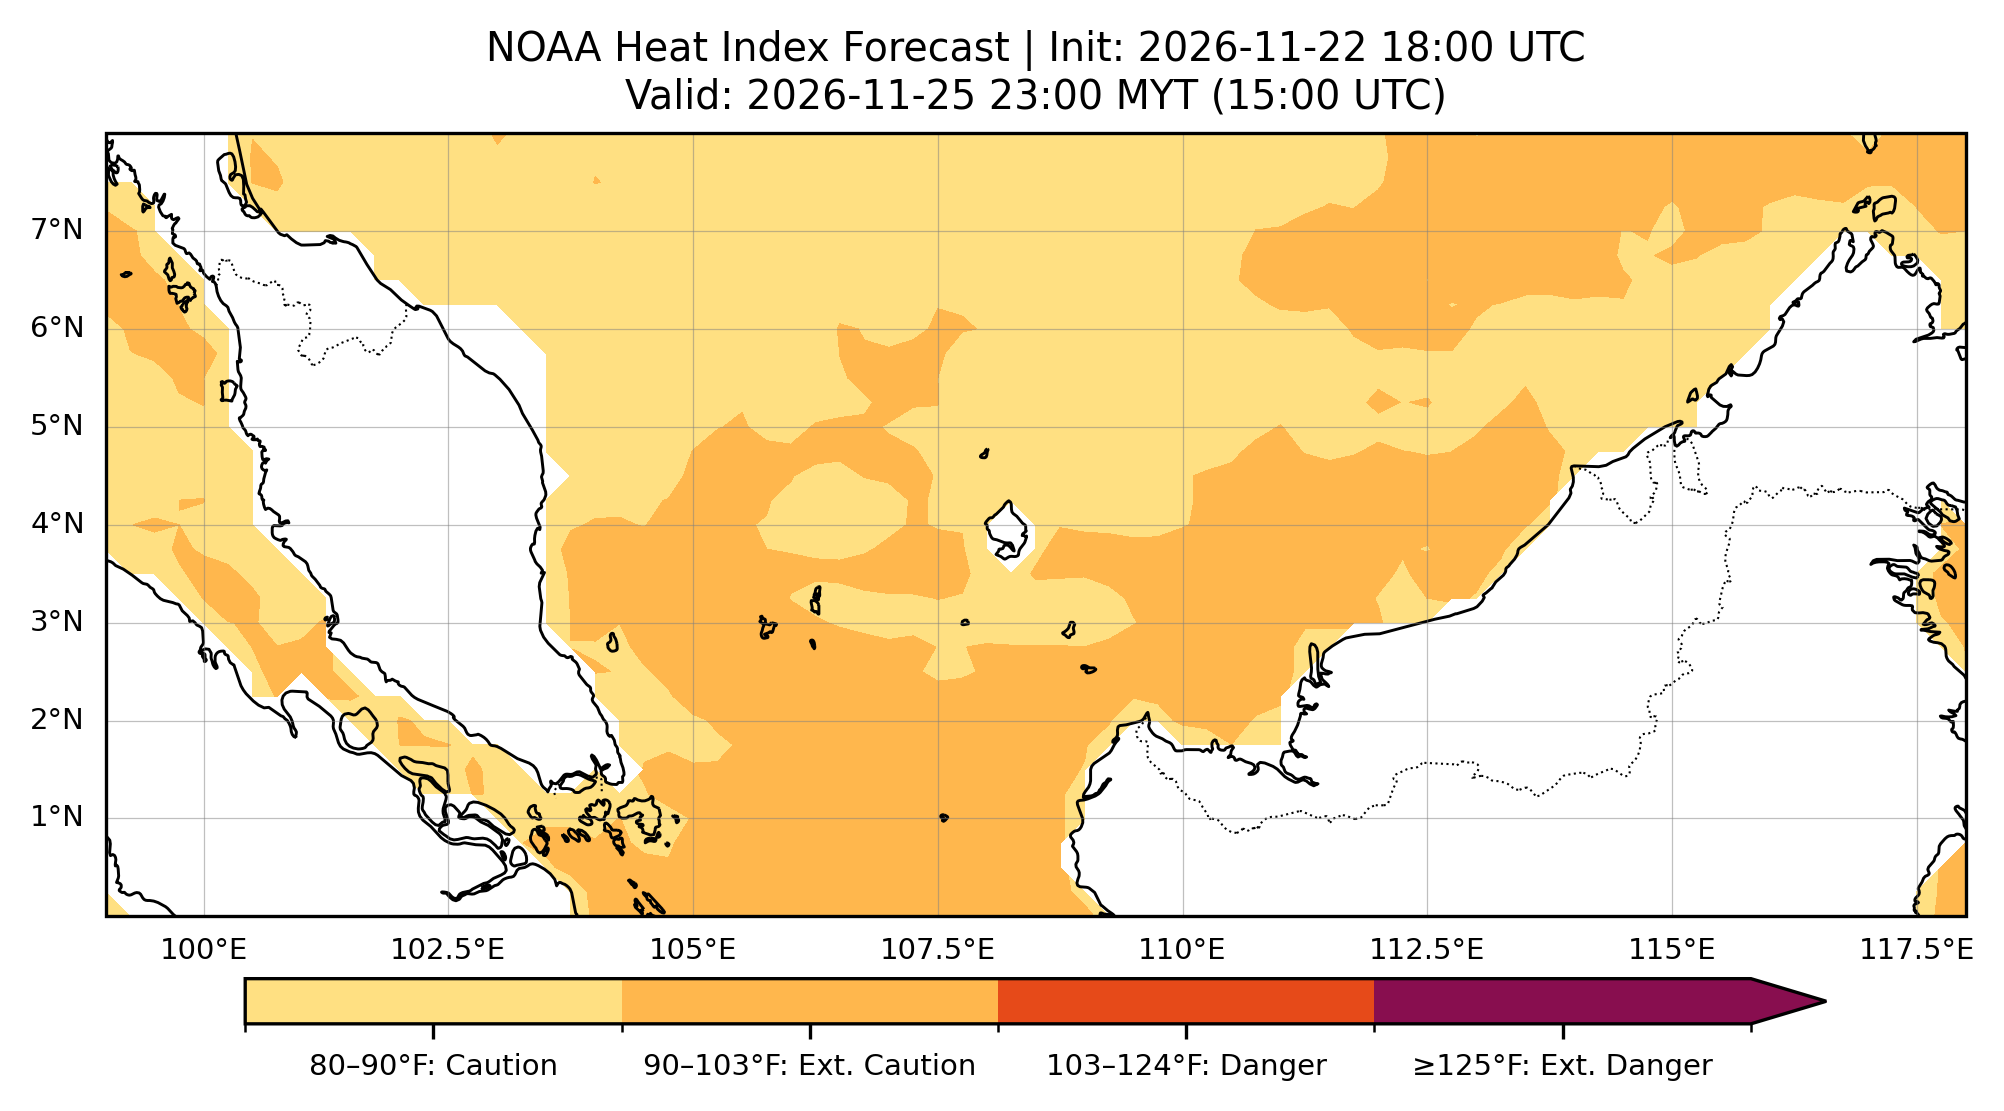 NOAA Heat Index Forecast | Init: 2026-11-22 18:00 UTC
Valid: 2026-11-25 23:00 MYT (15:00 UTC)
7°N
6°N
5°N
4°N
3°N
2°N
1°N
100°E 102.5°E 105°E 107.5°E 110°E 112.5°E 115°E 117.5°E
80–90°F: Caution 90–103°F: Ext. Caution 103–124°F: Danger ≥125°F: Ext. Danger